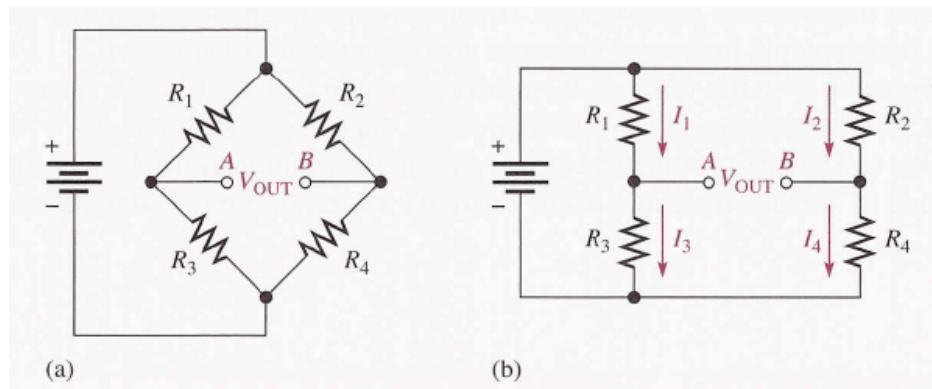 R1 R2
+ A VOUT B
−
R3 R4
(a)
R1 I1 I2 R2
+ A VOUT B
−
R3 I3 I4 R4
(b)